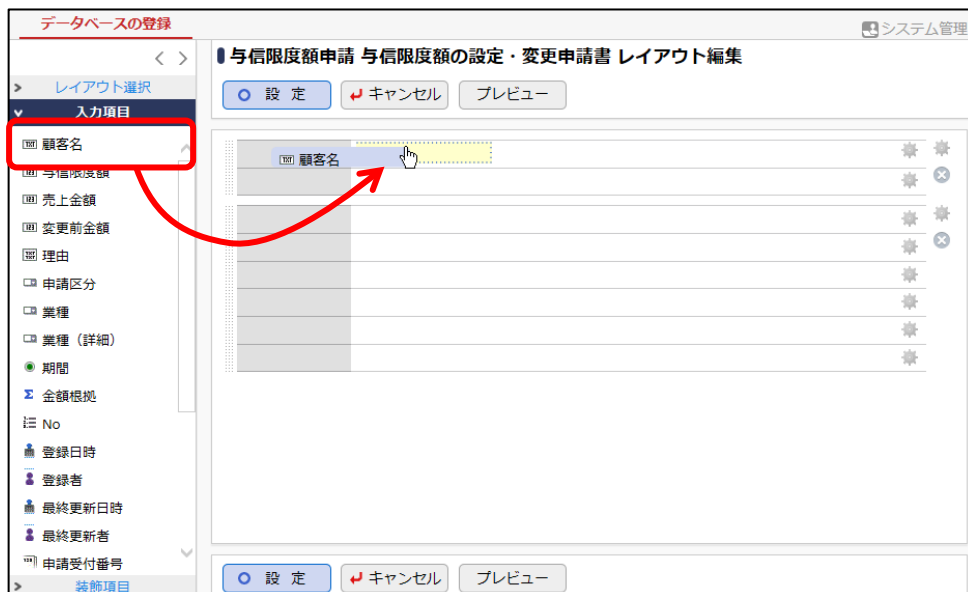 データベースの登録
システム管理
レイアウト選択
入力項目
顧客名
与信限度額
売上金額
変更前金額
理由
申請区分
業種
業種（詳細）
期間
金額根拠
No
登録日時
登録者
最終更新日時
最終更新者
申請受付番号
装飾項目
与信限度額申請 与信限度額の設定・変更申請書 レイアウト編集
設 定 キャンセル プレビュー
顧客名
設 定 キャンセル プレビュー